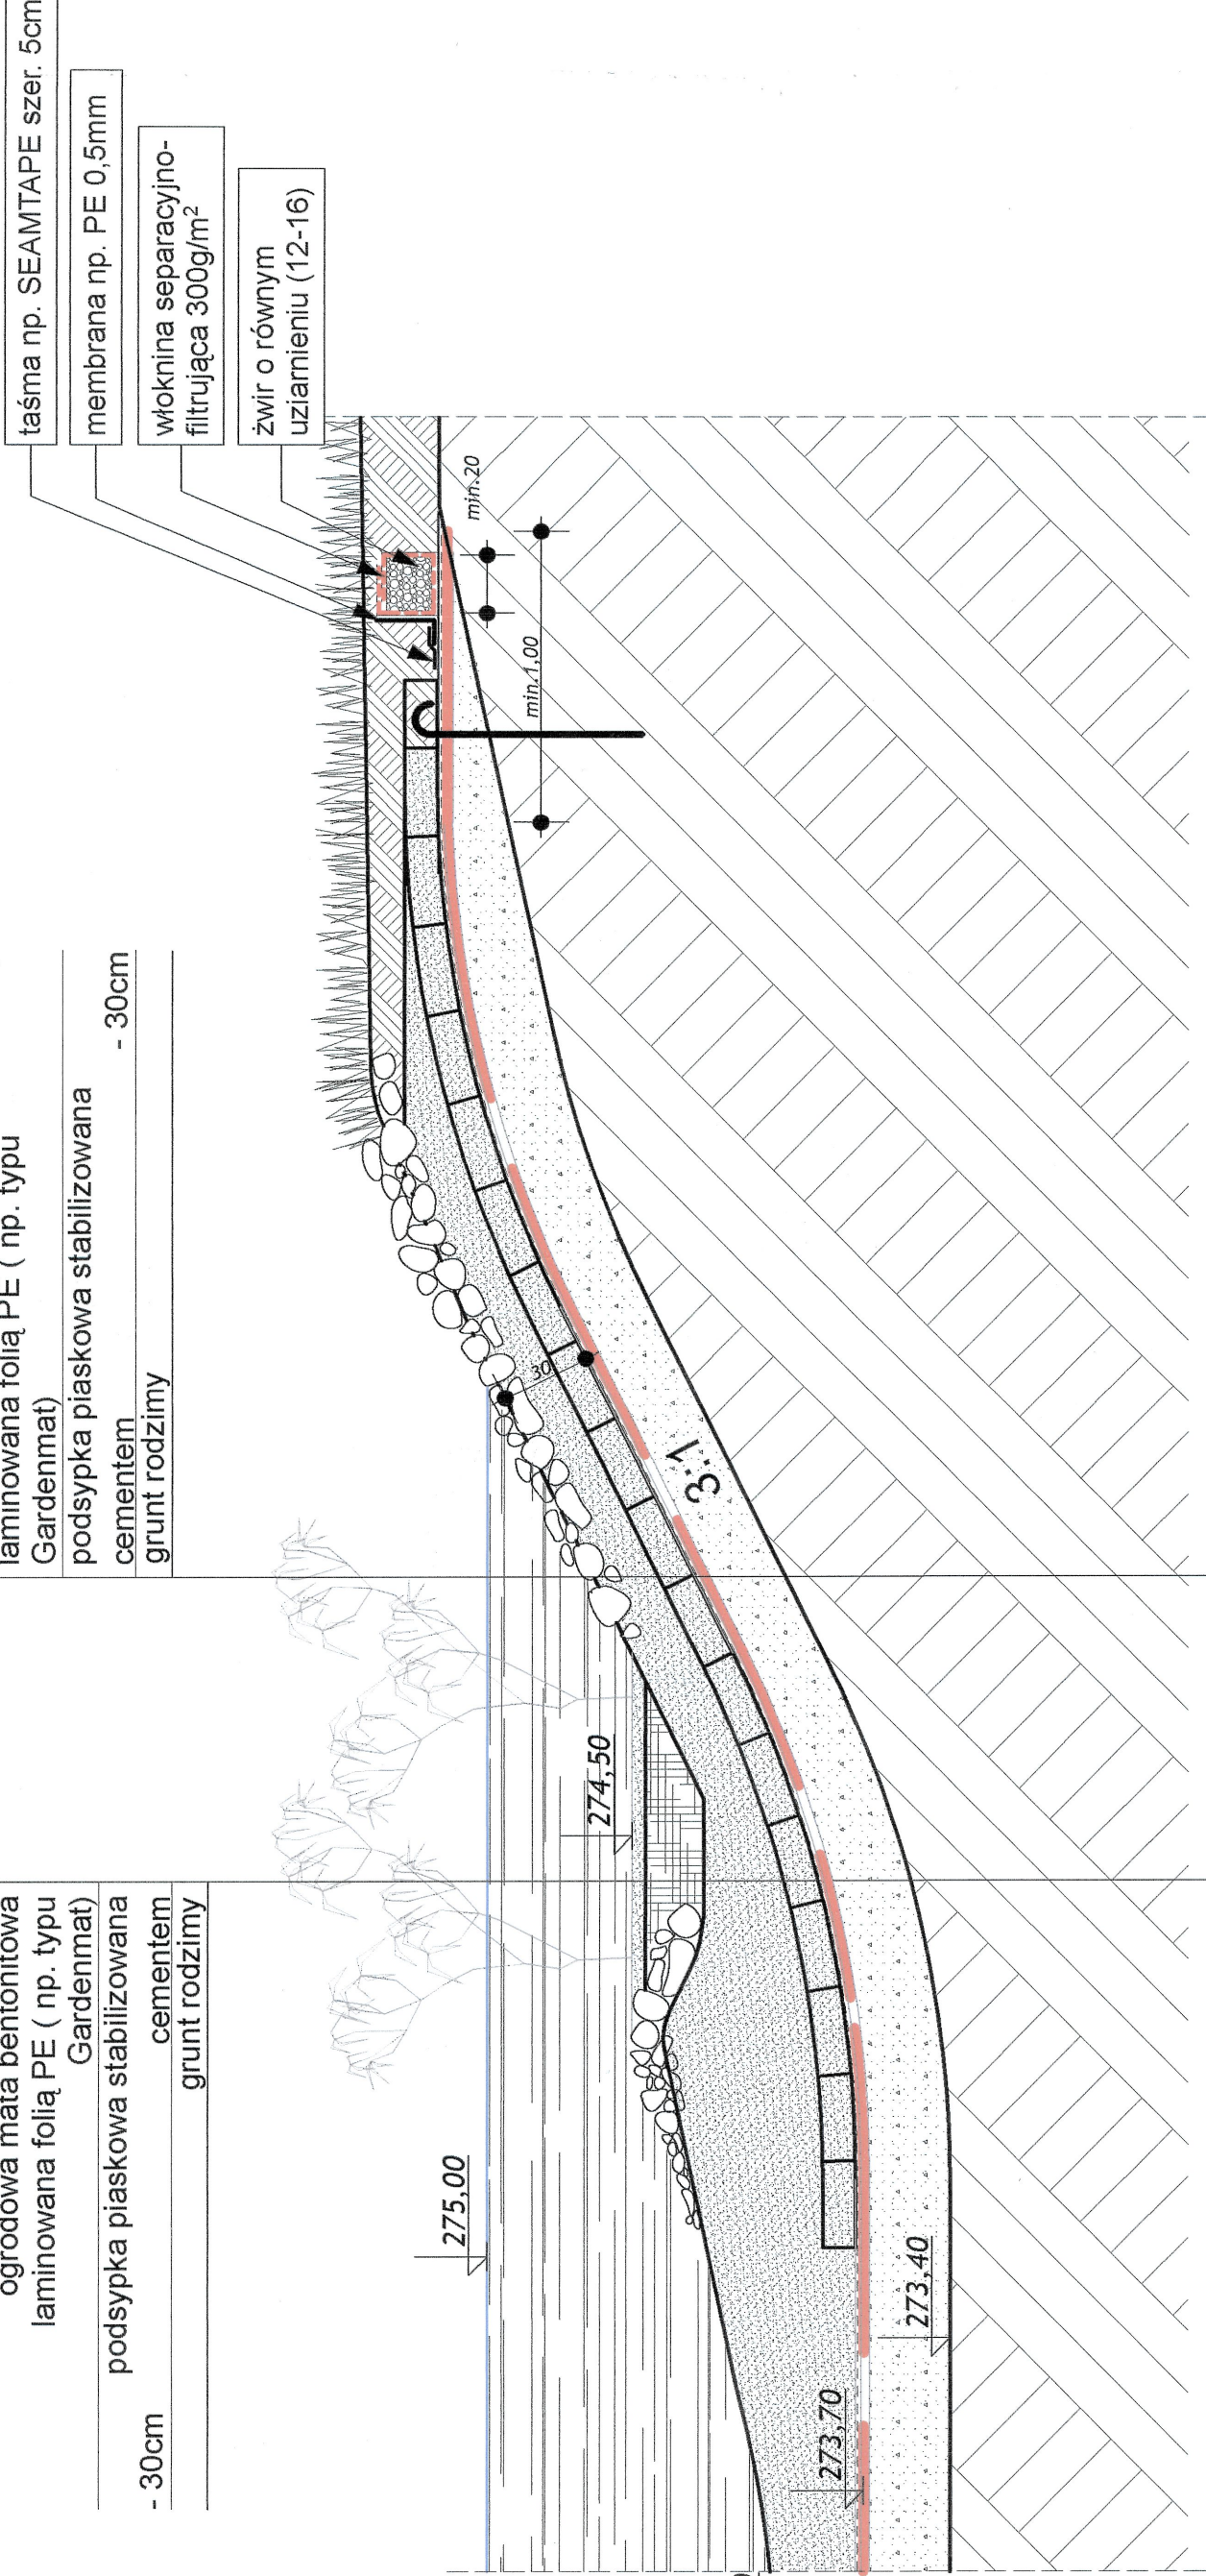 ogrodowa mata bentonitowa
laminowana folią PE ( np. typu
Gardenmat)
podsypka piaskowa stabilizowana
cementem
- 30cm
grunt rodzimy
laminowana folią PE ( np. typu
Gardenmat)
podsypka piaskowa stabilizowana
cementem
- 30cm
grunt rodzimy
taśma np. SEAMTAPE szer. 5cm
membrana np. PE 0,5mm
włoknina separacyjno-
filtrująca 300g/m²
żwir o równym
uziarnieniu (12-16)
min.20
min.1,00
30
3:1
274,50
275,00
273,70
273,40